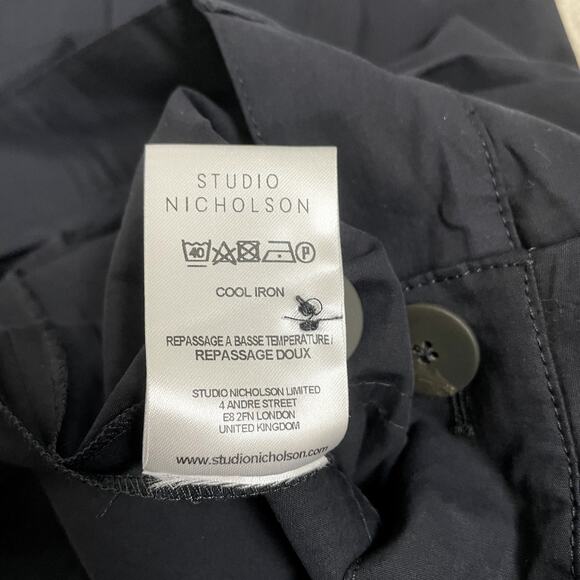 STUDIO
NICHOLSON
40 P
COOL IRON
REPASSAGE A BASSE TEMPERATURE/
REPASSAGE DOUX
STUDIO NICHOLSON LIMITED
4 ANDRE STREET
E8 2FN LONDON
UNITED KINGDOM
www.studionicholson.com